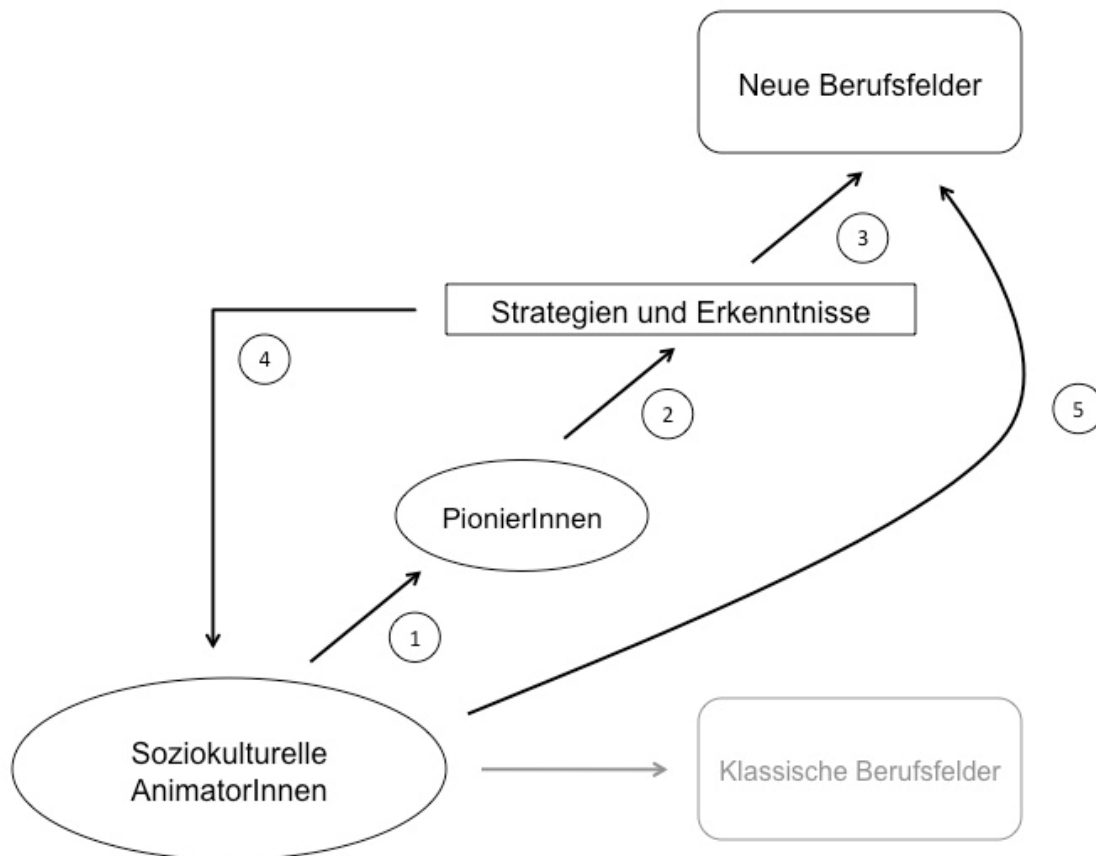 Neue Berufsfelder
3
Strategien und Erkenntnisse
4
2
5
PionierInnen
1
Soziokulturelle
AnimatorInnen
Klassische Berufsfelder